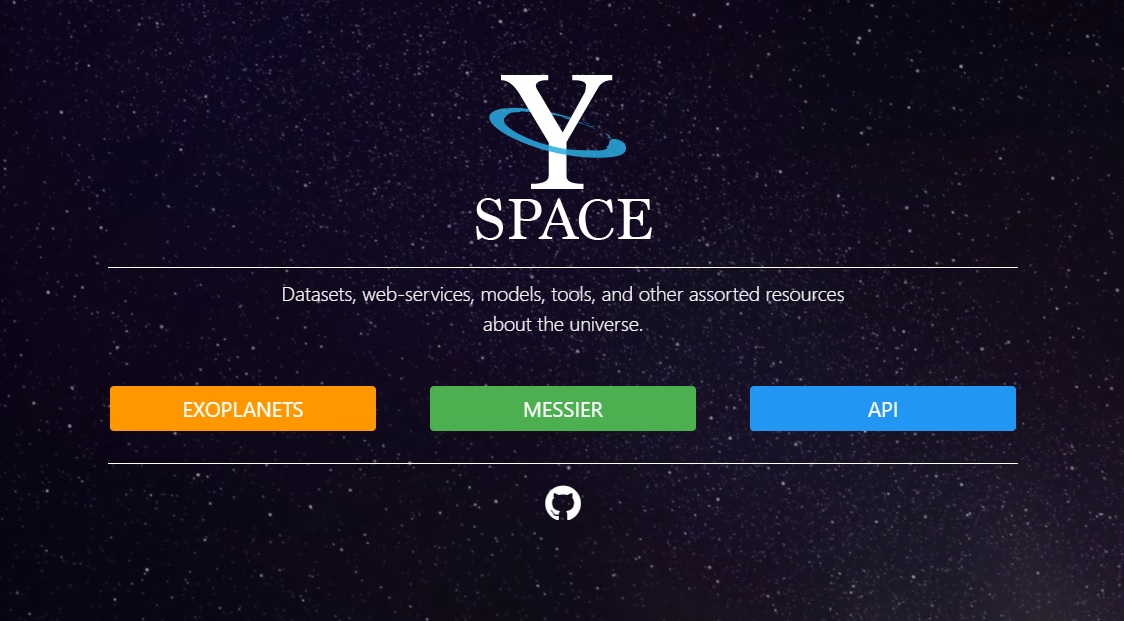 Y
SPACE
Datasets, web-services, models, tools, and other assorted resources
about the universe.
EXOPLANETS
MESSIER
API